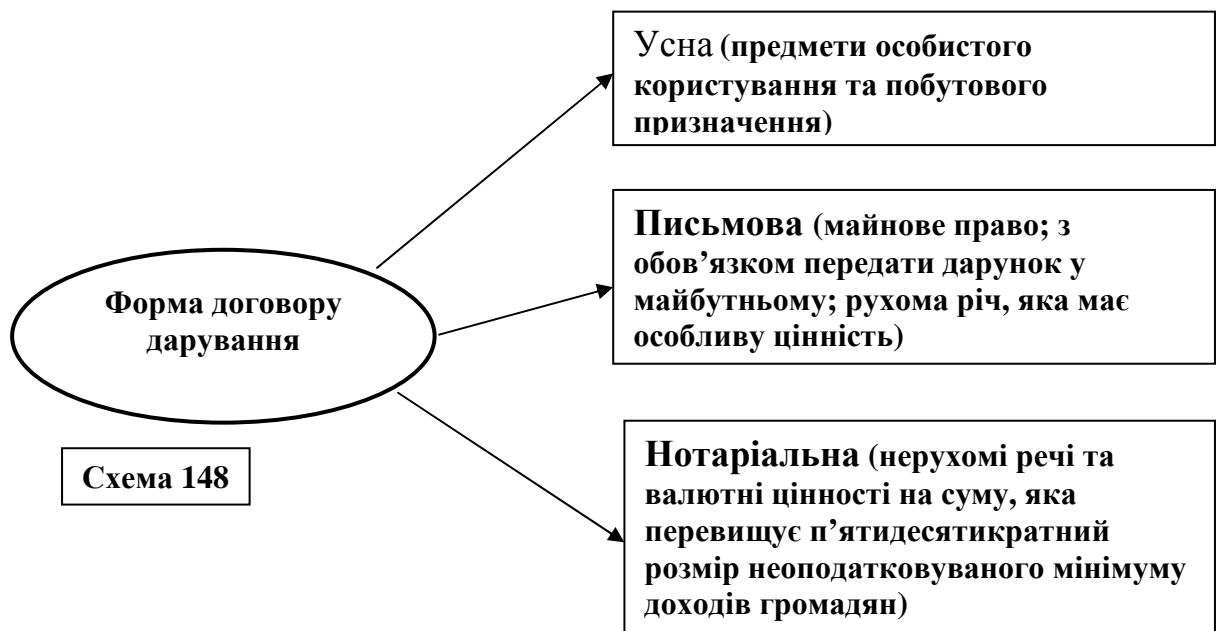 Усна (предмети особистого
користування та побутового
призначення)
Письмова (майнове право; з
обов’язком передати дарунок у
майбутньому; рухома річ, яка має
особливу цінність)
Форма договору
дарування
Схема 148
Нотаріальна (нерухомі речі та
валютні цінності на суму, яка
перевищує п’ятидесятикратний
розмір неоподатковуваного мінімуму
доходів громадян)